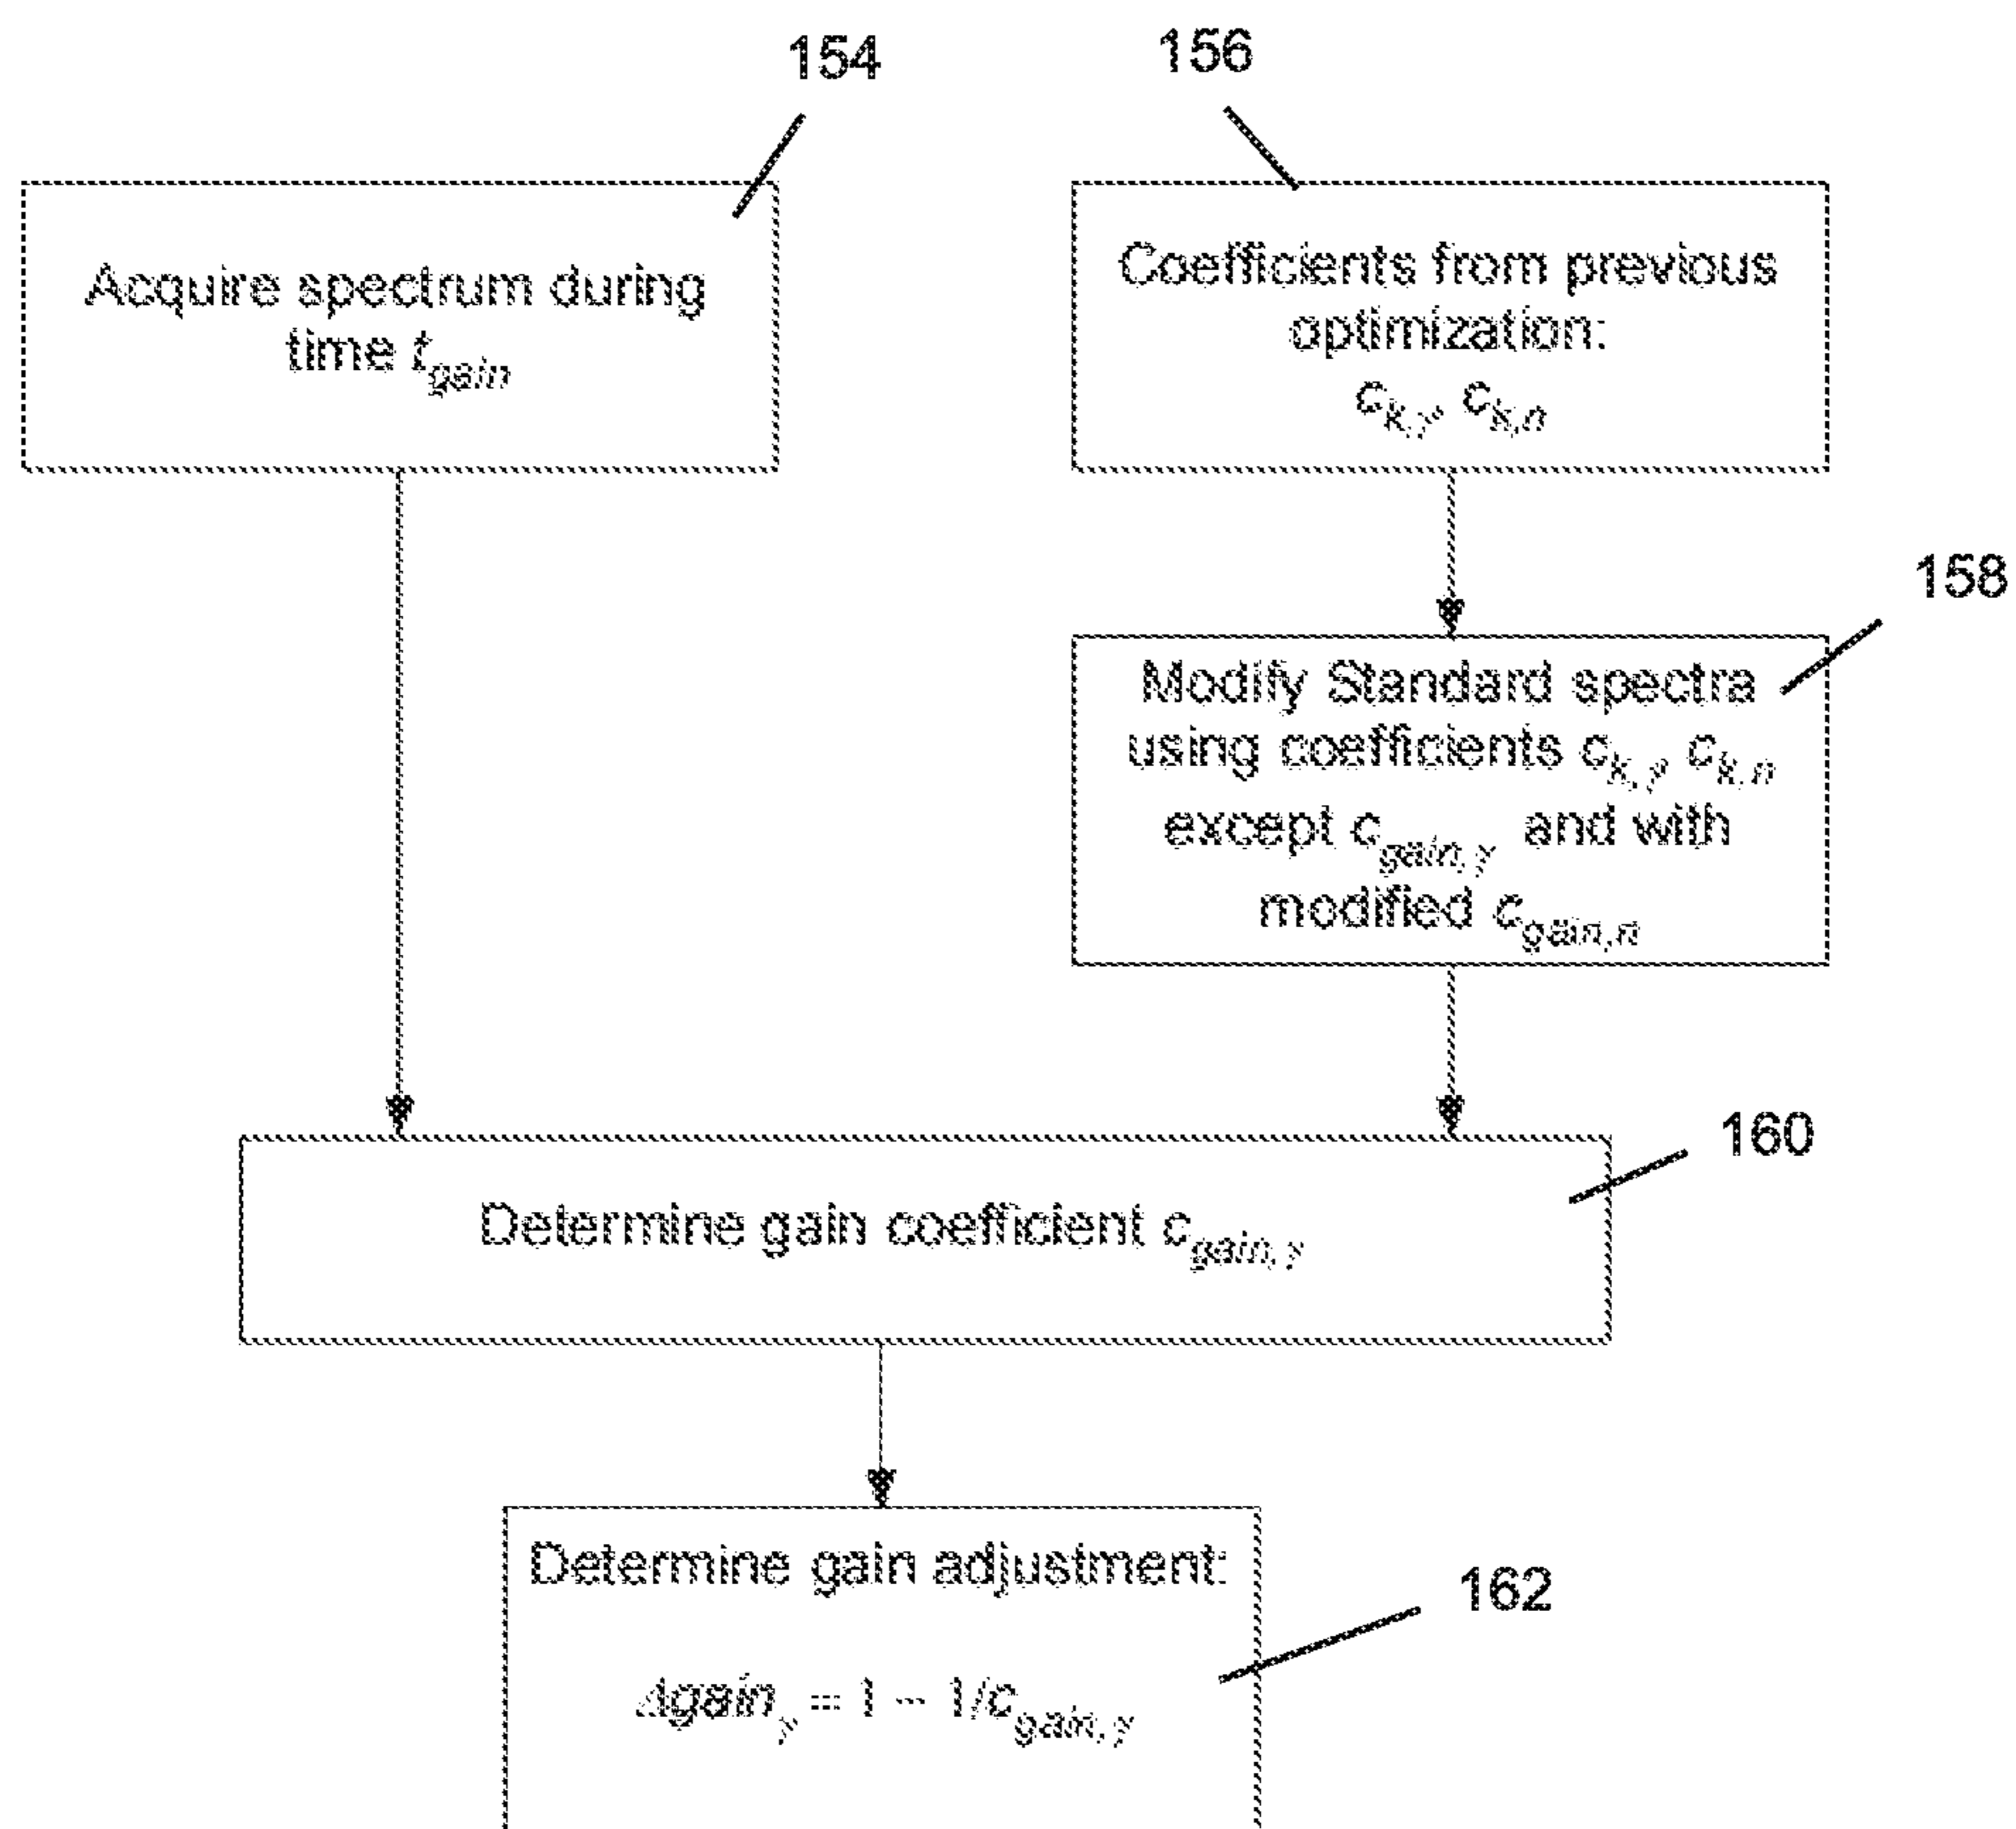 154
156
Acquire spectrum during
time t_gain
Coefficients from previous
optimization:
c_k,γ, c_k,n
158
Modify Standard spectra
using coefficients c_k,γ, c_k,n
except c_gain,γ and with
modified c_gain,n
160
Determine gain coefficient c_gain,γ
Determine gain adjustment:
162
Δgain_γ = 1 – 1/c_gain,γ